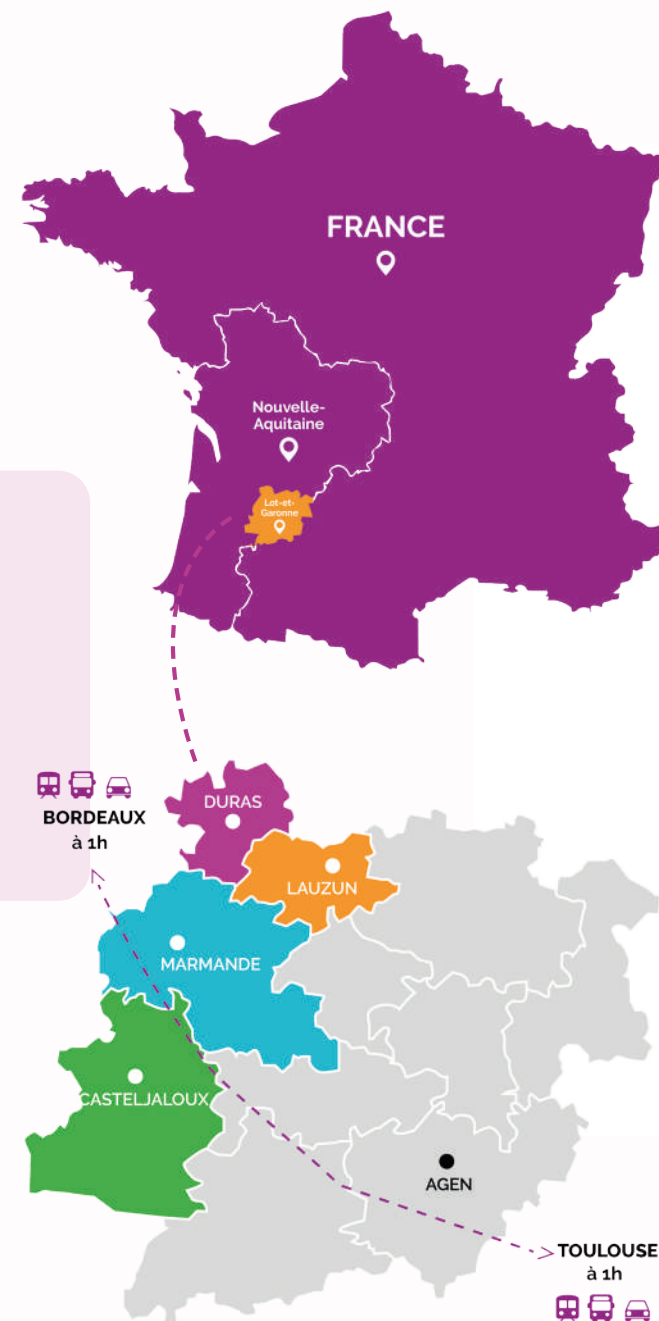 FRANCE
Nouvelle-
Aquitaine
Lot-et-
Garonne
DURAS
BORDEAUX
à 1h
LAUZUN
MARMANDE
CASTELJALOUX
AGEN
TOULOUSE
à 1h